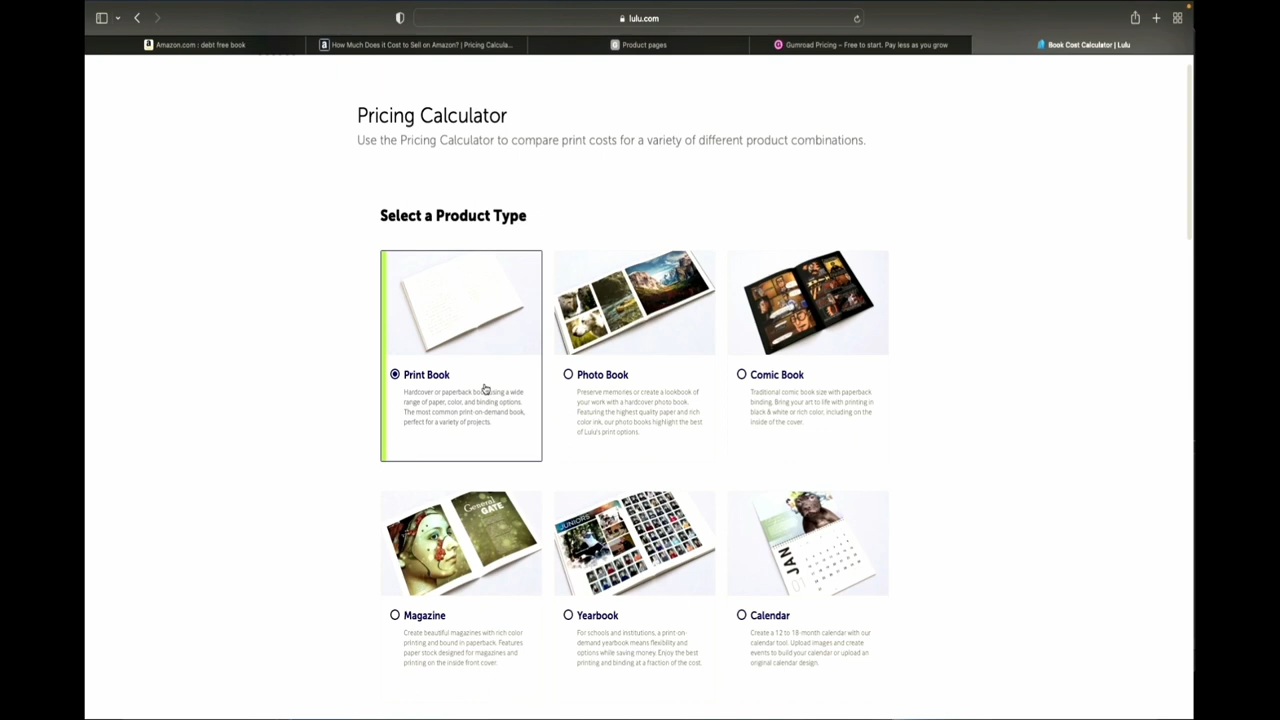 lulu.com
Amazon.com : debt free book
How Much Does it Cost to Sell on Amazon? | Pricing Calcula...
Product pages
Gumroad Pricing – Free to start. Pay less as you grow
Book Cost Calculator | Lulu
Pricing Calculator
Use the Pricing Calculator to compare print costs for a variety of different product combinations.
Select a Product Type
Print Book
Hardcover or paperback book using a wide
range of paper, color, and binding options.
The most common print-on-demand book,
perfect for a variety of projects.
Photo Book
Preserve memories or create a lookbook of
your work with a hardcover photo book.
Featuring the highest quality paper and rich
color ink, our photo books highlight the best
of Lulu's print options.
Comic Book
Traditional comic book size with paperback
binding. Bring your art to life with printing in
black & white or rich color, including on the
inside of the cover.
General
GATE
JUNIORS
JAN
Magazine
Create beautiful magazines with rich color
printing and bound in paperback. Features
paper stock designed for magazines and
printing on the inside front cover.
Yearbook
For schools and institutions, a print-on-
demand yearbook means flexibility and
options while saving money. Enjoy the best
printing and binding at a fraction of the cost.
Calendar
Create a 12 to 18-month calendar with our
calendar tool. Upload images and create
events to build your calendar or upload an
original calendar design.